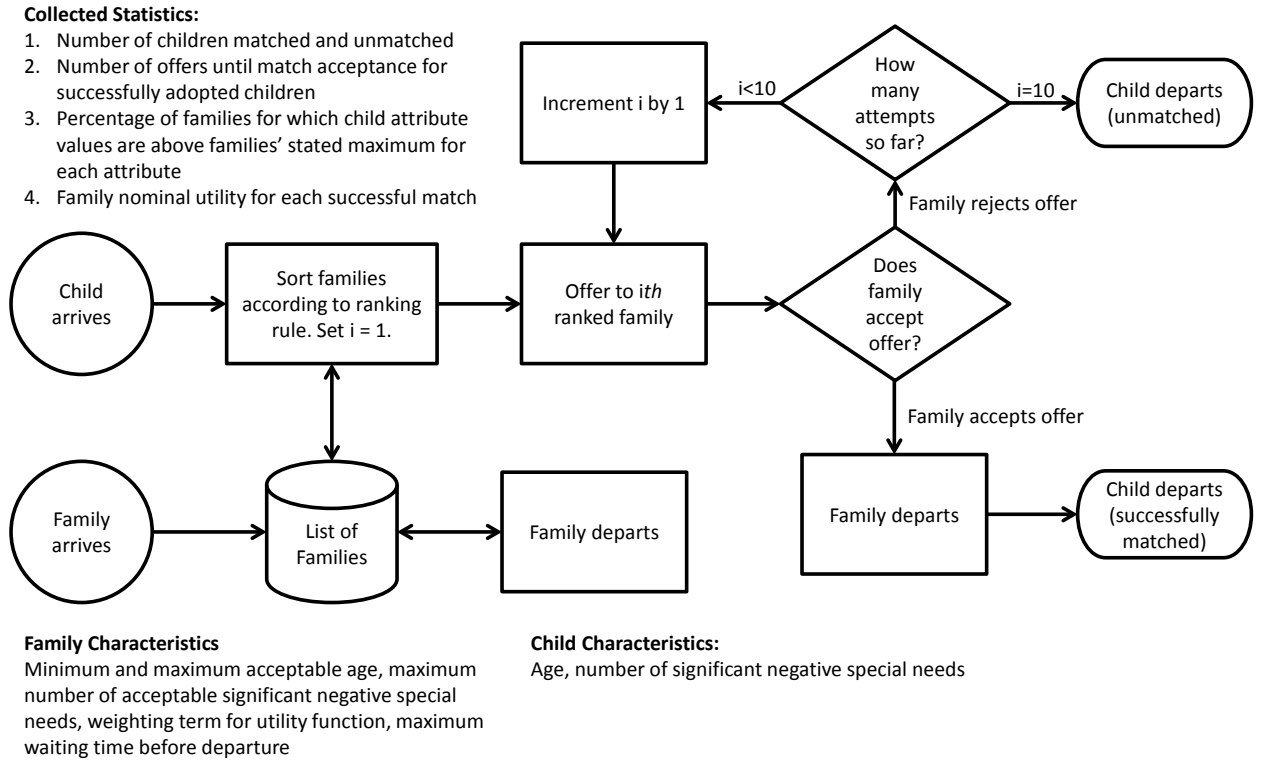 Collected Statistics:
1. Number of children matched and unmatched
2. Number of offers until match acceptance for
successfully adopted children
3. Percentage of families for which child attribute
values are above families' stated maximum for
each attribute
4. Family nominal utility for each successful match
Increment i by 1
i<10
How
many
attempts
so far?
i=10
Child departs
(unmatched)
Family rejects offer
Child
arrives
Sort families
according to ranking
rule. Set i = 1.
Offer to ith
ranked family
Does
family
accept
offer?
Family accepts offer
Family
arrives
List of
Families
Family departs
Family departs
Child departs
(successfully
matched)
Family Characteristics
Minimum and maximum acceptable age, maximum
number of acceptable significant negative special
needs, weighting term for utility function, maximum
waiting time before departure
Child Characteristics:
Age, number of significant negative special needs